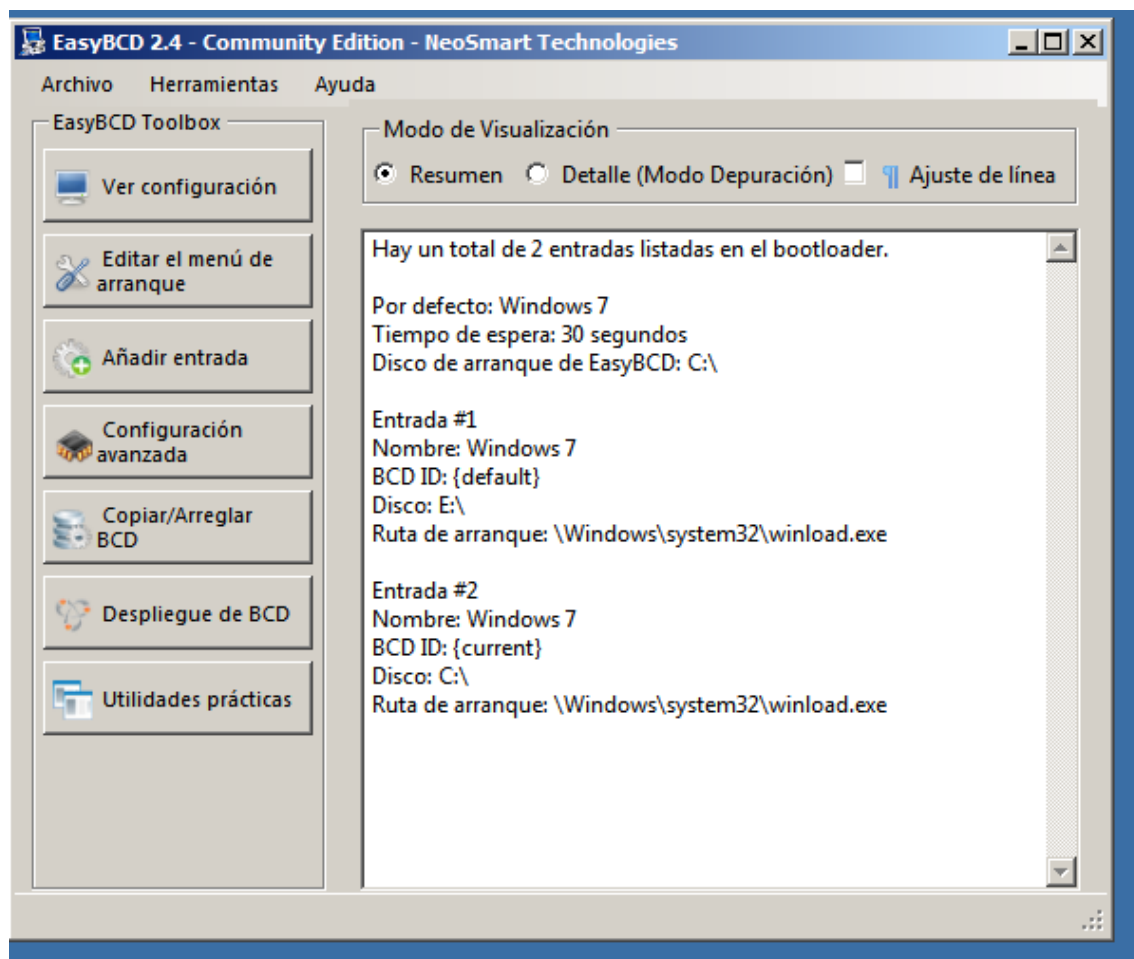 EasyBCD 2.4 - Community Edition - NeoSmart Technologies
Archivo Herramientas Ayuda
EasyBCD Toolbox
Ver configuración
Editar el menú de
arranque
Añadir entrada
Configuración
avanzada
Copiar/Arreglar
BCD
Despliegue de BCD
Utilidades prácticas
Modo de Visualización
Resumen Detalle (Modo Depuración) ¶ Ajuste de línea
Hay un total de 2 entradas listadas en el bootloader.
Por defecto: Windows 7
Tiempo de espera: 30 segundos
Disco de arranque de EasyBCD: C:\
Entrada #1
Nombre: Windows 7
BCD ID: {default}
Disco: E:\
Ruta de arranque: \Windows\system32\winload.exe
Entrada #2
Nombre: Windows 7
BCD ID: {current}
Disco: C:\
Ruta de arranque: \Windows\system32\winload.exe